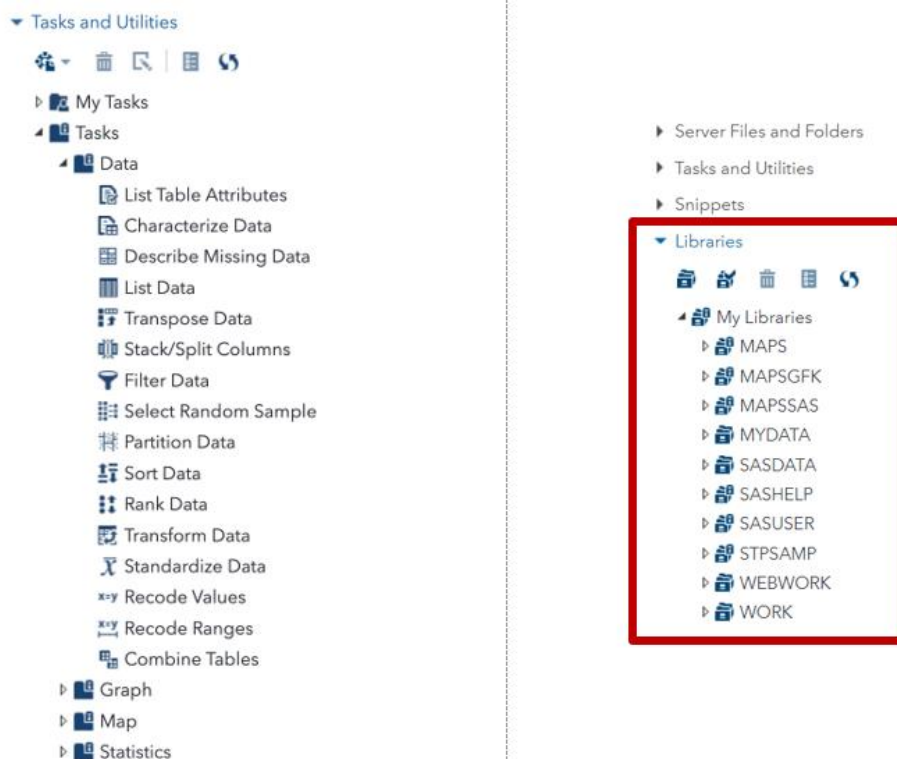 Tasks and Utilities
My Tasks
Tasks
Data
List Table Attributes
Characterize Data
Describe Missing Data
List Data
Transpose Data
Stack/Split Columns
Filter Data
Select Random Sample
Partition Data
Sort Data
Rank Data
Transform Data
Standardize Data
Recode Values
Recode Ranges
Combine Tables
Graph
Map
Statistics
Server Files and Folders
Tasks and Utilities
Snippets
Libraries
My Libraries
MAPS
MAPSGFK
MAPSSAS
MYDATA
SASDATA
SASHELP
SASUSER
STPSAMP
WEBWORK
WORK